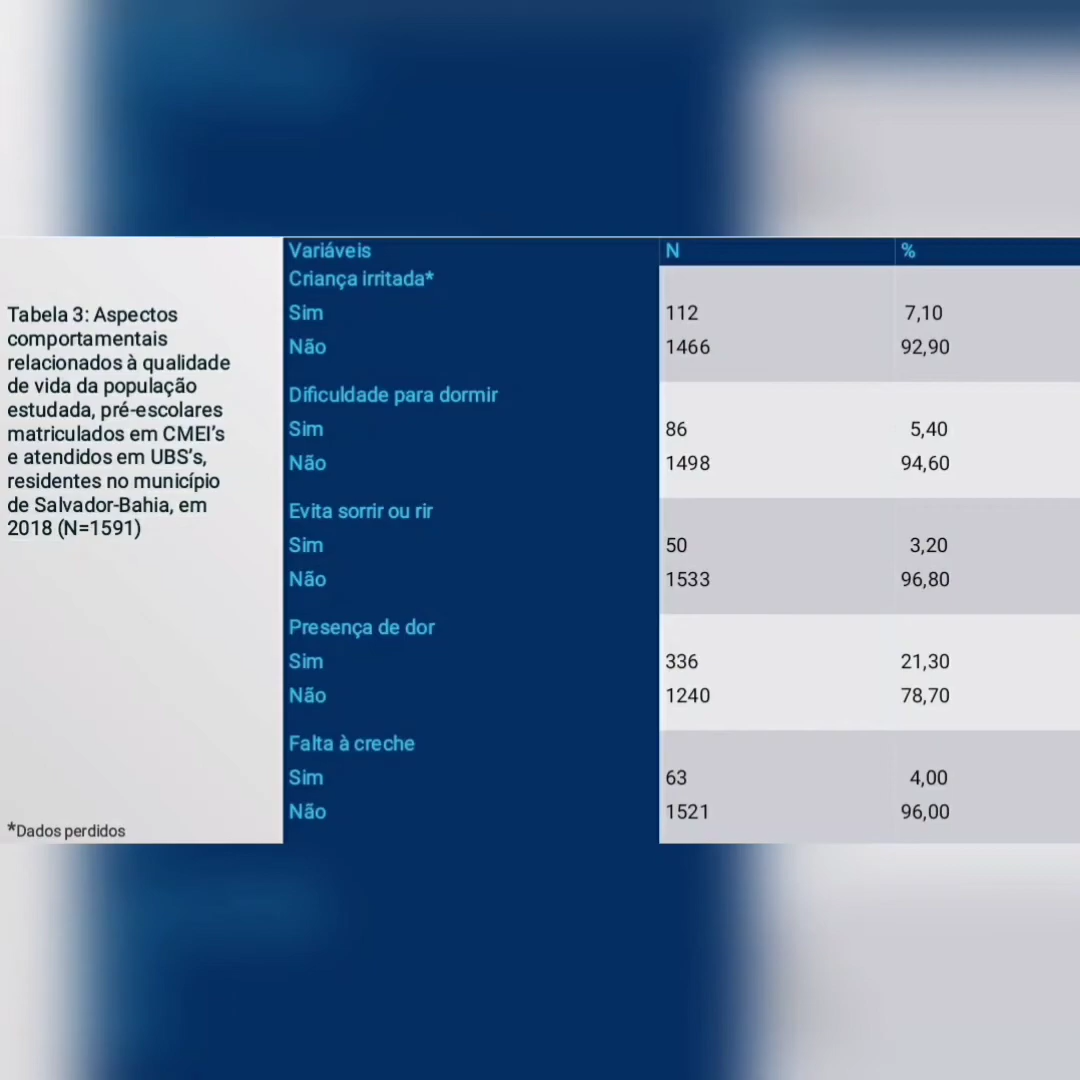 Tabela 3: Aspectos
comportamentais
relacionados à qualidade
de vida da população
estudada, pré-escolares
matriculados em CMEI’s
e atendidos em UBS’s,
residentes no município
de Salvador-Bahia, em
2018 (N=1591)
*Dados perdidos
Variáveis N %
Criança irritada*
Sim 112 7,10
Não 1466 92,90
Dificuldade para dormir
Sim 86 5,40
Não 1498 94,60
Evita sorrir ou rir
Sim 50 3,20
Não 1533 96,80
Presença de dor
Sim 336 21,30
Não 1240 78,70
Falta à creche
Sim 63 4,00
Não 1521 96,00